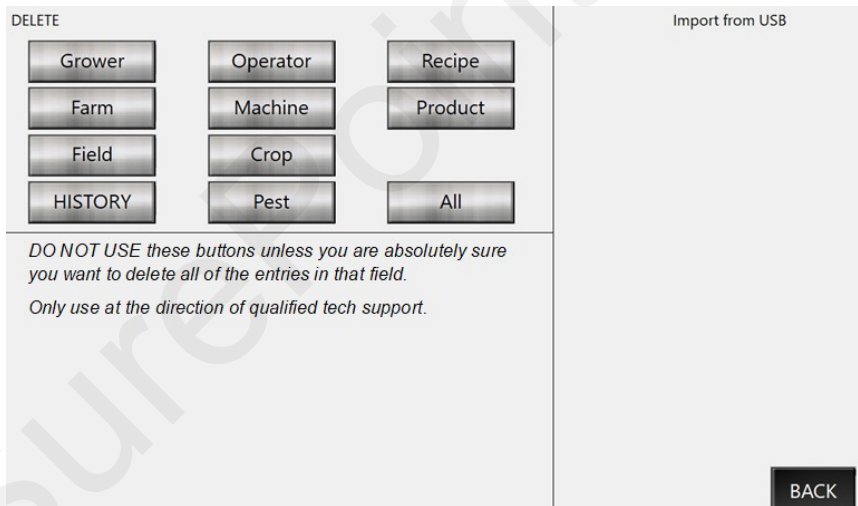 DELETE
Import from USB
Grower
Operator
Recipe
Farm
Machine
Product
Field
Crop
HISTORY
Pest
All
DO NOT USE these buttons unless you are absolutely sure
you want to delete all of the entries in that field.
Only use at the direction of qualified tech support.
BACK